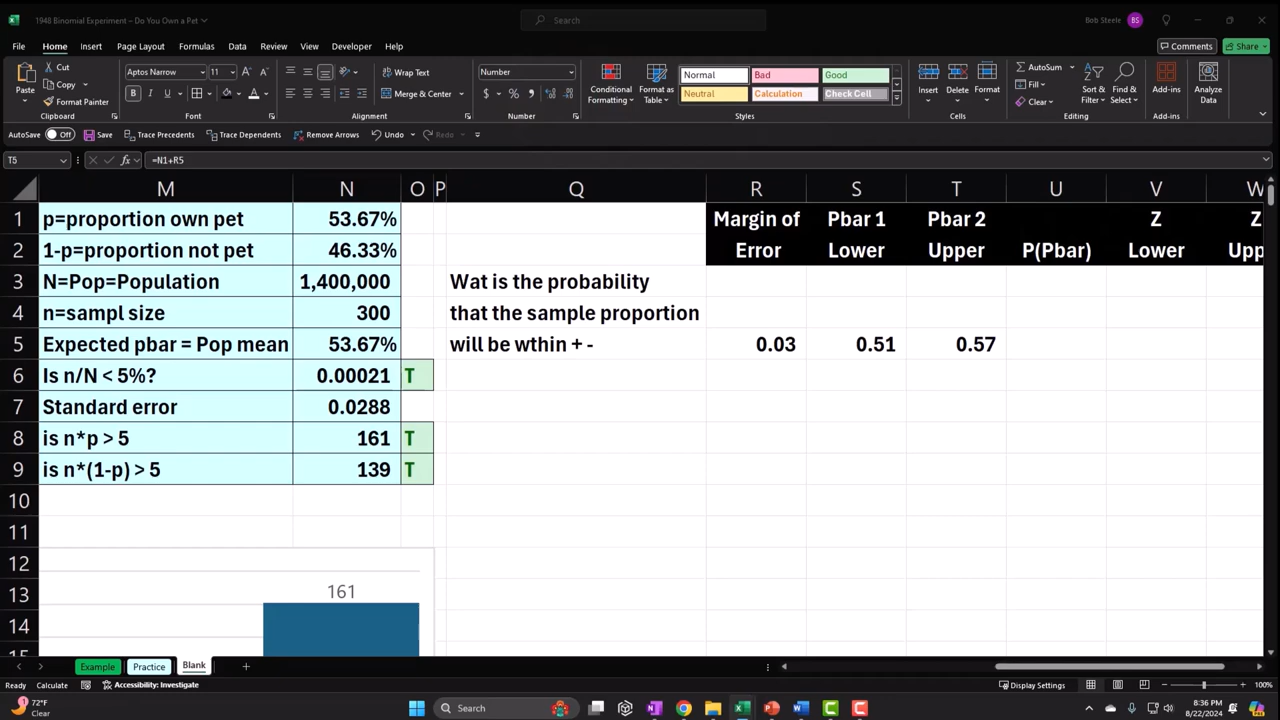 1948 Binomial Experiment – Do You Own a Pet
Search
Bob Steele BS
File Home Insert Page Layout Formulas Data Review View Developer Help Comments Share
Paste Cut Copy Format Painter Clipboard
Aptos Narrow 11 A A B I U A Font
Wrap Text Merge & Center Alignment
Number $ % , Number
Conditional Formatting Format as Table
Normal Bad Good
Neutral Calculation Check Cell
Styles
Insert Delete Format Cells
AutoSum Fill Clear Sort & Filter Find & Select Editing
Add-ins Add-ins
Analyze Data
AutoSave Off Save Trace Precedents Trace Dependents Remove Arrows Undo Redo
T5 fx =N1+R5
M N O P Q R S T U V W
1 p=proportion own pet 53.67% Margin of Pbar 1 Pbar 2 Z Z
2 1-p=proportion not pet 46.33% Error Lower Upper P(Pbar) Lower Upp
3 N=Pop=Population 1,400,000 Wat is the probability
4 n=sampl size 300 that the sample proportion
5 Expected pbar = Pop mean 53.67% will be wthin + - 0.03 0.51 0.57
6 Is n/N < 5%? 0.00021 T
7 Standard error 0.0288
8 is n*p > 5 161 T
9 is n*(1-p) > 5 139 T
10
11
12
13 161
14
15
Example Practice Blank
Ready Calculate Accessibility: Investigate Display Settings 100%
72°F
Clear
Search
8:36 PM
8/22/2024